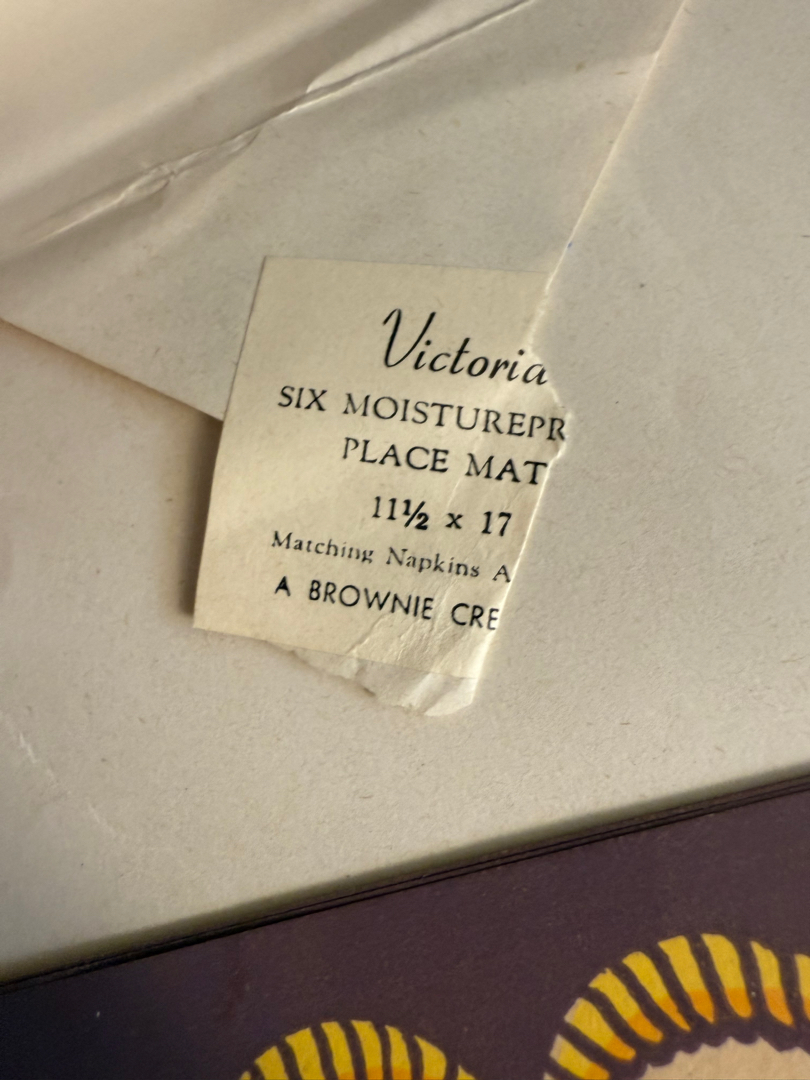 Victoria
SIX MOISTUREPR
PLACE MAT
11½ x 17
Matching Napkins A
A BROWNIE CRE